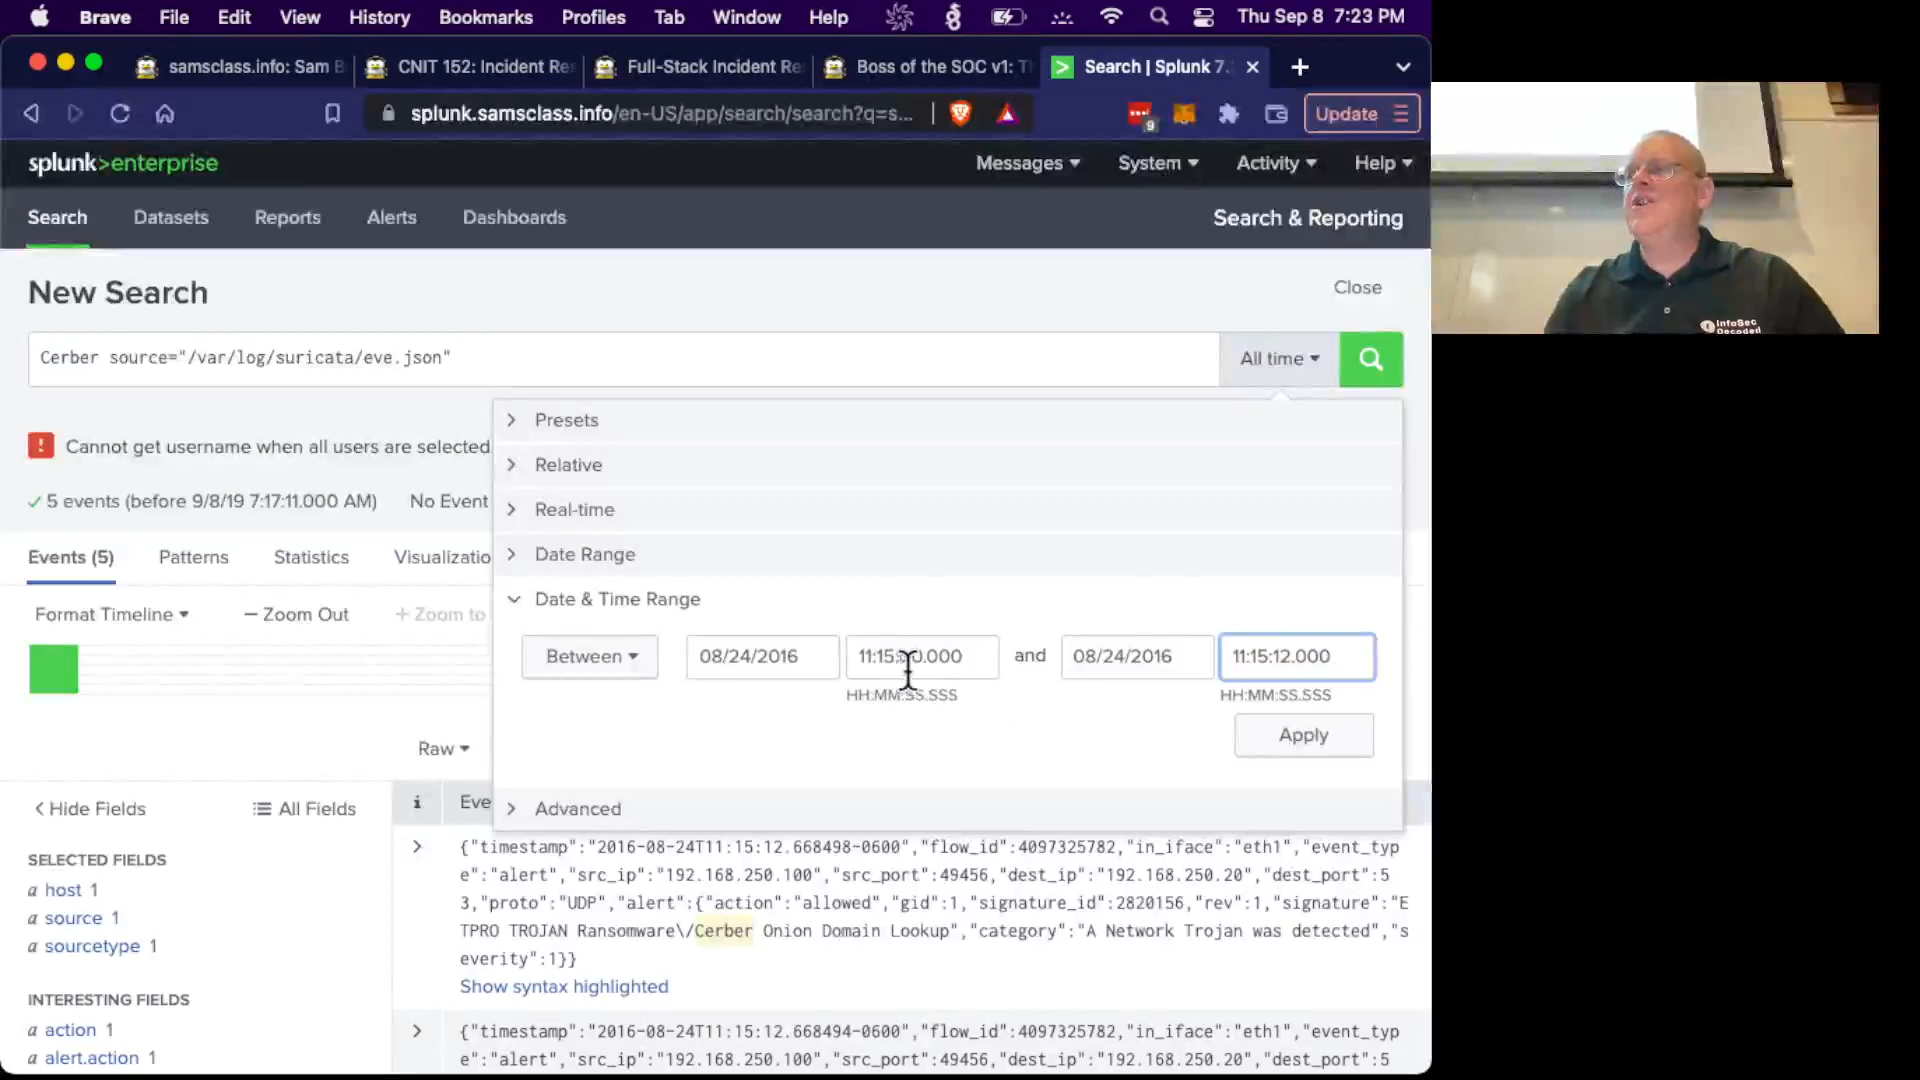 Brave File Edit View History Bookmarks Profiles Tab Window Help Thu Sep 8 7:23 PM
samsclass.info: Sam B CNIT 152: Incident Re Full-Stack Incident Re Boss of the SOC v1: Search | Splunk 7.
splunk.samsclass.info/en-US/app/search/search?q=s... 9 Update
splunk>enterprise Messages System Activity Help
Search Datasets Reports Alerts Dashboards Search & Reporting
New Search Close
Cerber source="/var/log/suricata/eve.json" All time
Presets
Cannot get username when all users are selected.
Relative
5 events (before 9/8/19 7:17:11.000 AM) No Event
Real-time
Events (5) Patterns Statistics Visualizatio
Date Range
Date & Time Range
Format Timeline — Zoom Out + Zoom to
Between 08/24/2016 and 08/24/2016 11:15:12.000
HH:MM:SS.SSS HH:MM:SS.SSS
Apply
Raw
Hide Fields All Fields i Eve
Advanced
SELECTED FIELDS
a host 1
a source 1
a sourcetype 1
INTERESTING FIELDS
a action 1
a alert.action 1
{"timestamp":"2016-08-24T11:15:12.668498-0600","flow_id":4097325782,"in_iface":"eth1","event_typ
e":"alert","src_ip":"192.168.250.100","src_port":49456,"dest_ip":"192.168.250.20","dest_port":5
3,"proto":"UDP","alert":{"action":"allowed","gid":1,"signature_id":2820156,"rev":1,"signature":"E
TPRO TROJAN Ransomware\/Cerber Onion Domain Lookup","category":"A Network Trojan was detected","s
everity":1}}
Show syntax highlighted
{"timestamp":"2016-08-24T11:15:12.668494-0600","flow_id":4097325782,"in_iface":"eth1","event_typ
e":"alert","src_ip":"192.168.250.100","src_port":49456,"dest_ip":"192.168.250.20","dest_port":5
InfoSec
Decoded